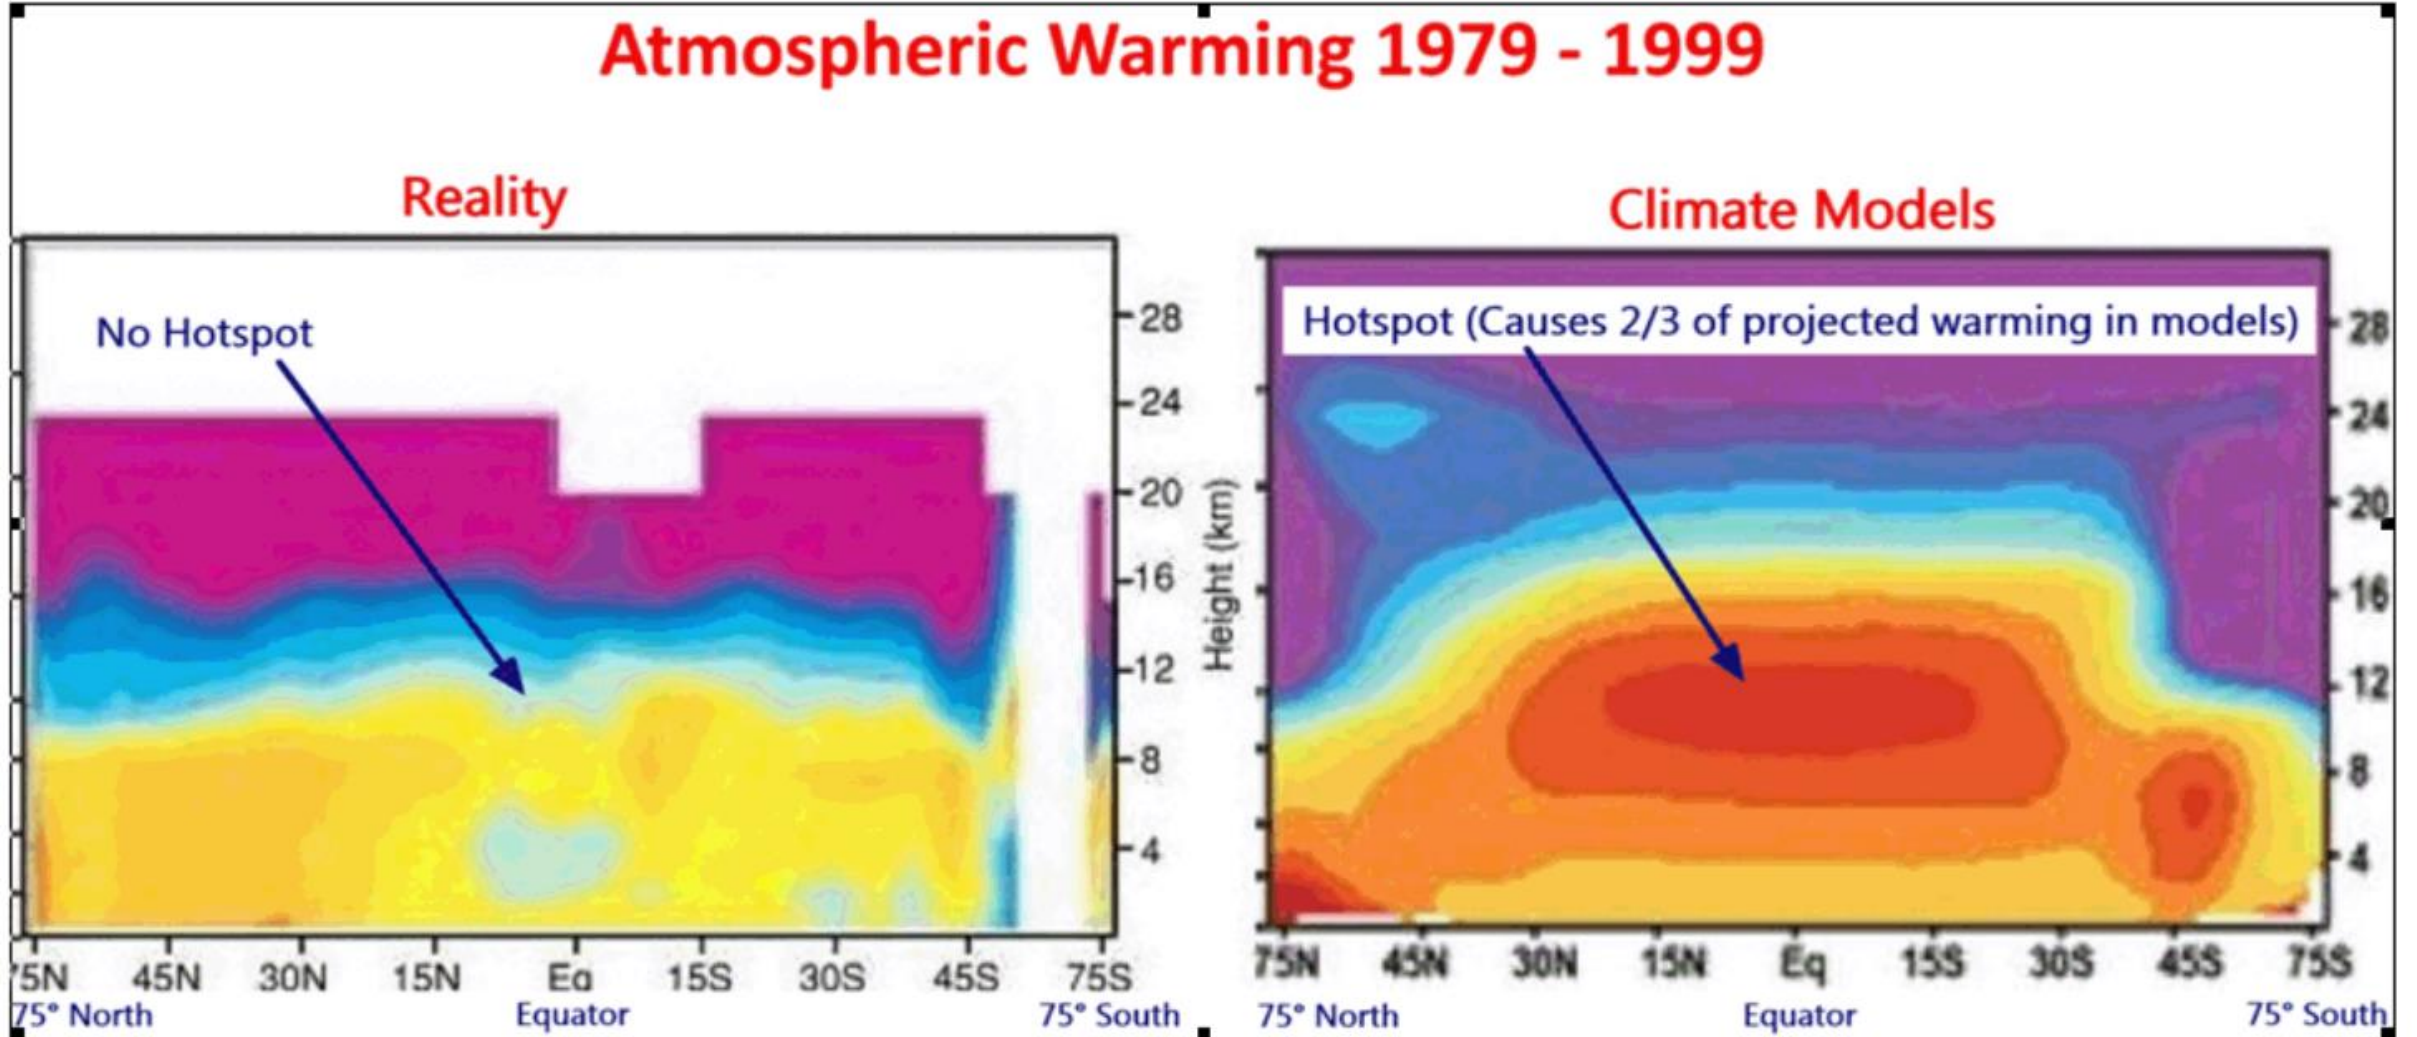 Atmospheric Warming 1979 - 1999
Reality
No Hotspot
28
24
20
16
12
8
4
75N 45N 30N 15N Eq 15S 30S 45S 75S
75° North Equator 75° South
Height (km)
Climate Models
Hotspot (Causes 2/3 of projected warming in models)
28
24
20
16
12
8
4
75N 45N 30N 15N Eq 15S 30S 45S 75S
75° North Equator 75° South